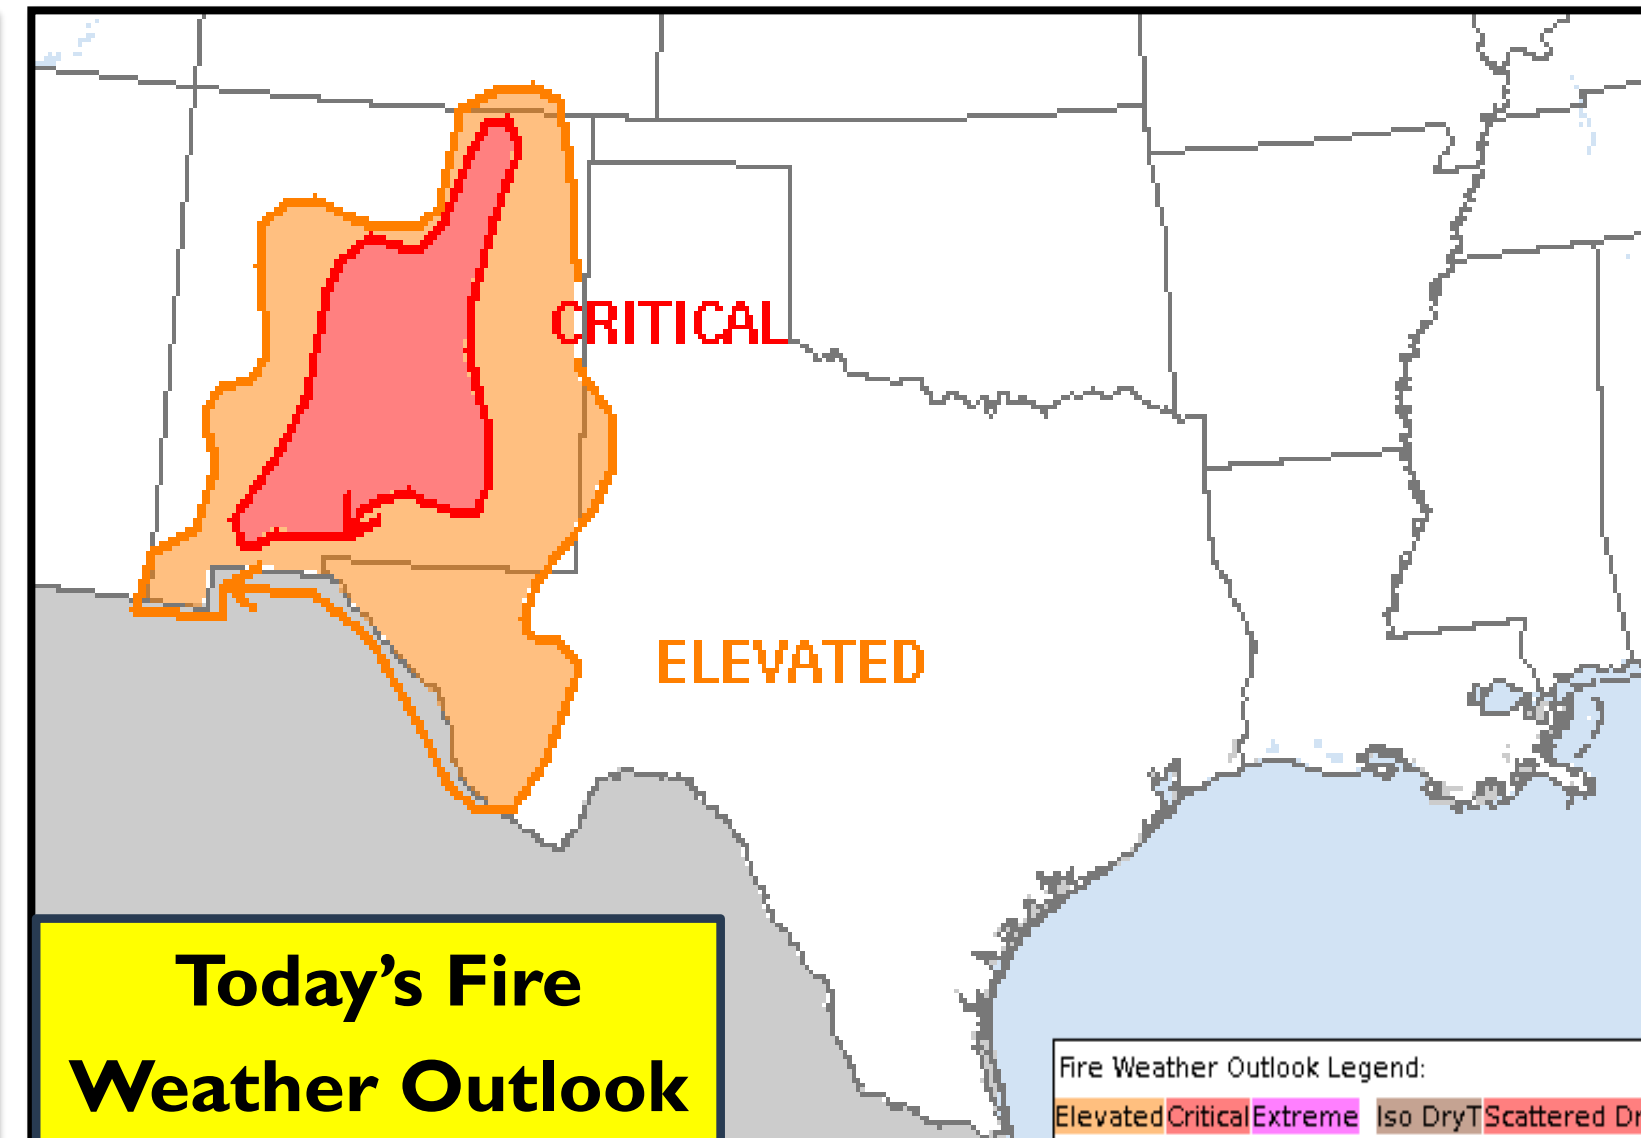 CRITICAL
ELEVATED
Today's Fire
Weather Outlook
Fire Weather Outlook Legend:
Elevated Critical Extreme Iso DryT Scattered Dr